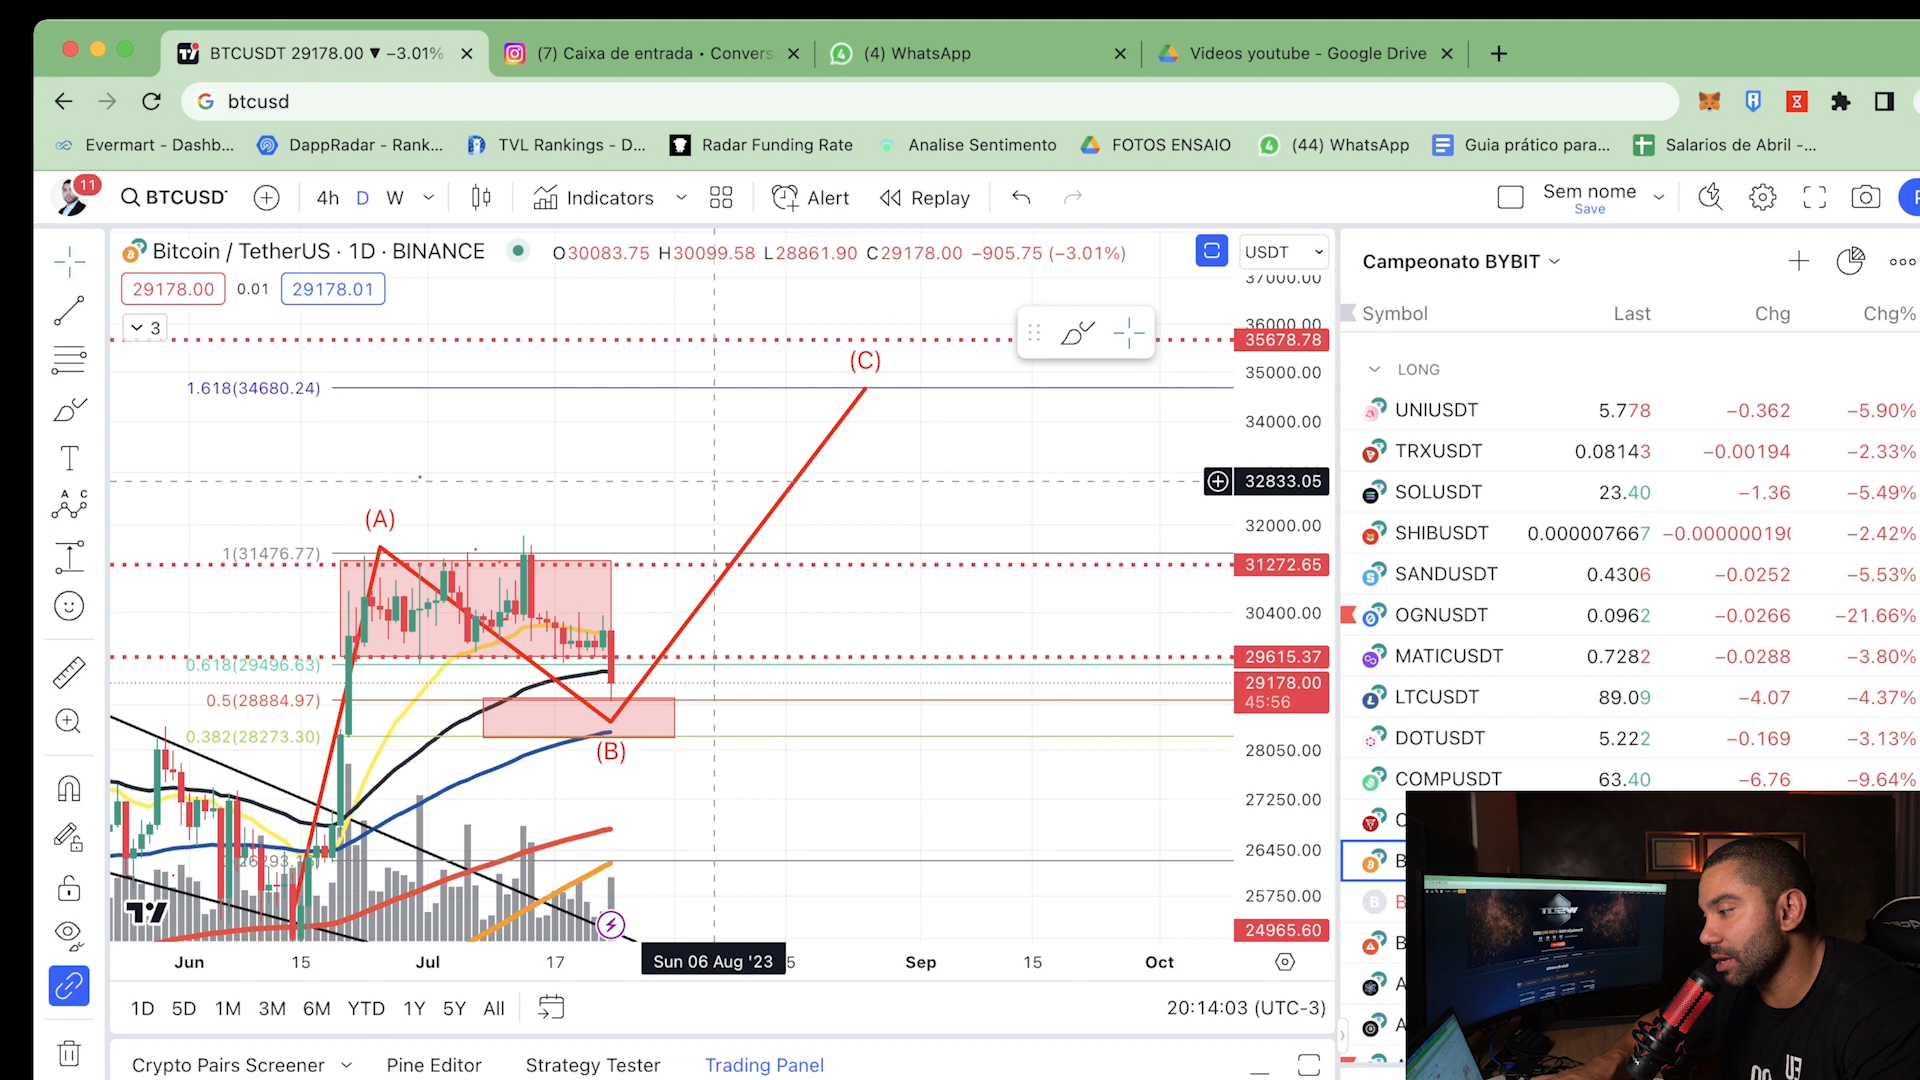 BTCUSDT 29178.00 ▼ −3.01%
(7) Caixa de entrada • Convers
(4) WhatsApp
Videos youtube - Google Drive
btcusd
Evermart - Dashb...
DappRadar - Rank...
TVL Rankings - D...
Radar Funding Rate
Analise Sentimento
FOTOS ENSAIO
(44) WhatsApp
Guia prático para...
Salarios de Abril -...
11
BTCUSDT
4h D W
Indicators
Alert
Replay
Sem nome
Save
Bitcoin / TetherUS · 1D · BINANCE
O30083.75 H30099.58 L28861.90 C29178.00 −905.75 (−3.01%)
USDT
29178.00 0.01 29178.01
3
37000.00
36000.00
35678.78
35000.00
34000.00
32833.05
32000.00
31272.65
30400.00
29615.37
29178.00
45:56
28050.00
27250.00
26450.00
25750.00
24965.60
(C)
1.618(34680.24)
(A)
1(31476.77)
0.618(29496.63)
0.5(28884.97)
0.382(28273.30)
(B)
Jun 15 Jul 17 Sun 06 Aug '23 5 Sep 15 Oct
1D 5D 1M 3M 6M YTD 1Y 5Y All
20:14:03 (UTC-3)
Crypto Pairs Screener
Pine Editor
Strategy Tester
Trading Panel
Campeonato BYBIT
Symbol Last Chg Chg%
LONG
UNIUSDT 5.778 −0.362 −5.90%
TRXUSDT 0.08143 −0.00194 −2.33%
SOLUSDT 23.40 −1.36 −5.49%
SHIBUSDT 0.000007667 −0.000000190 −2.42%
SANDUSDT 0.4306 −0.0252 −5.53%
OGNUSDT 0.0962 −0.0266 −21.66%
MATICUSDT 0.7282 −0.0288 −3.80%
LTCUSDT 89.09 −4.07 −4.37%
DOTUSDT 5.222 −0.169 −3.13%
COMPUSDT 63.40 −6.76 −9.64%
C
B
B
B
A
A